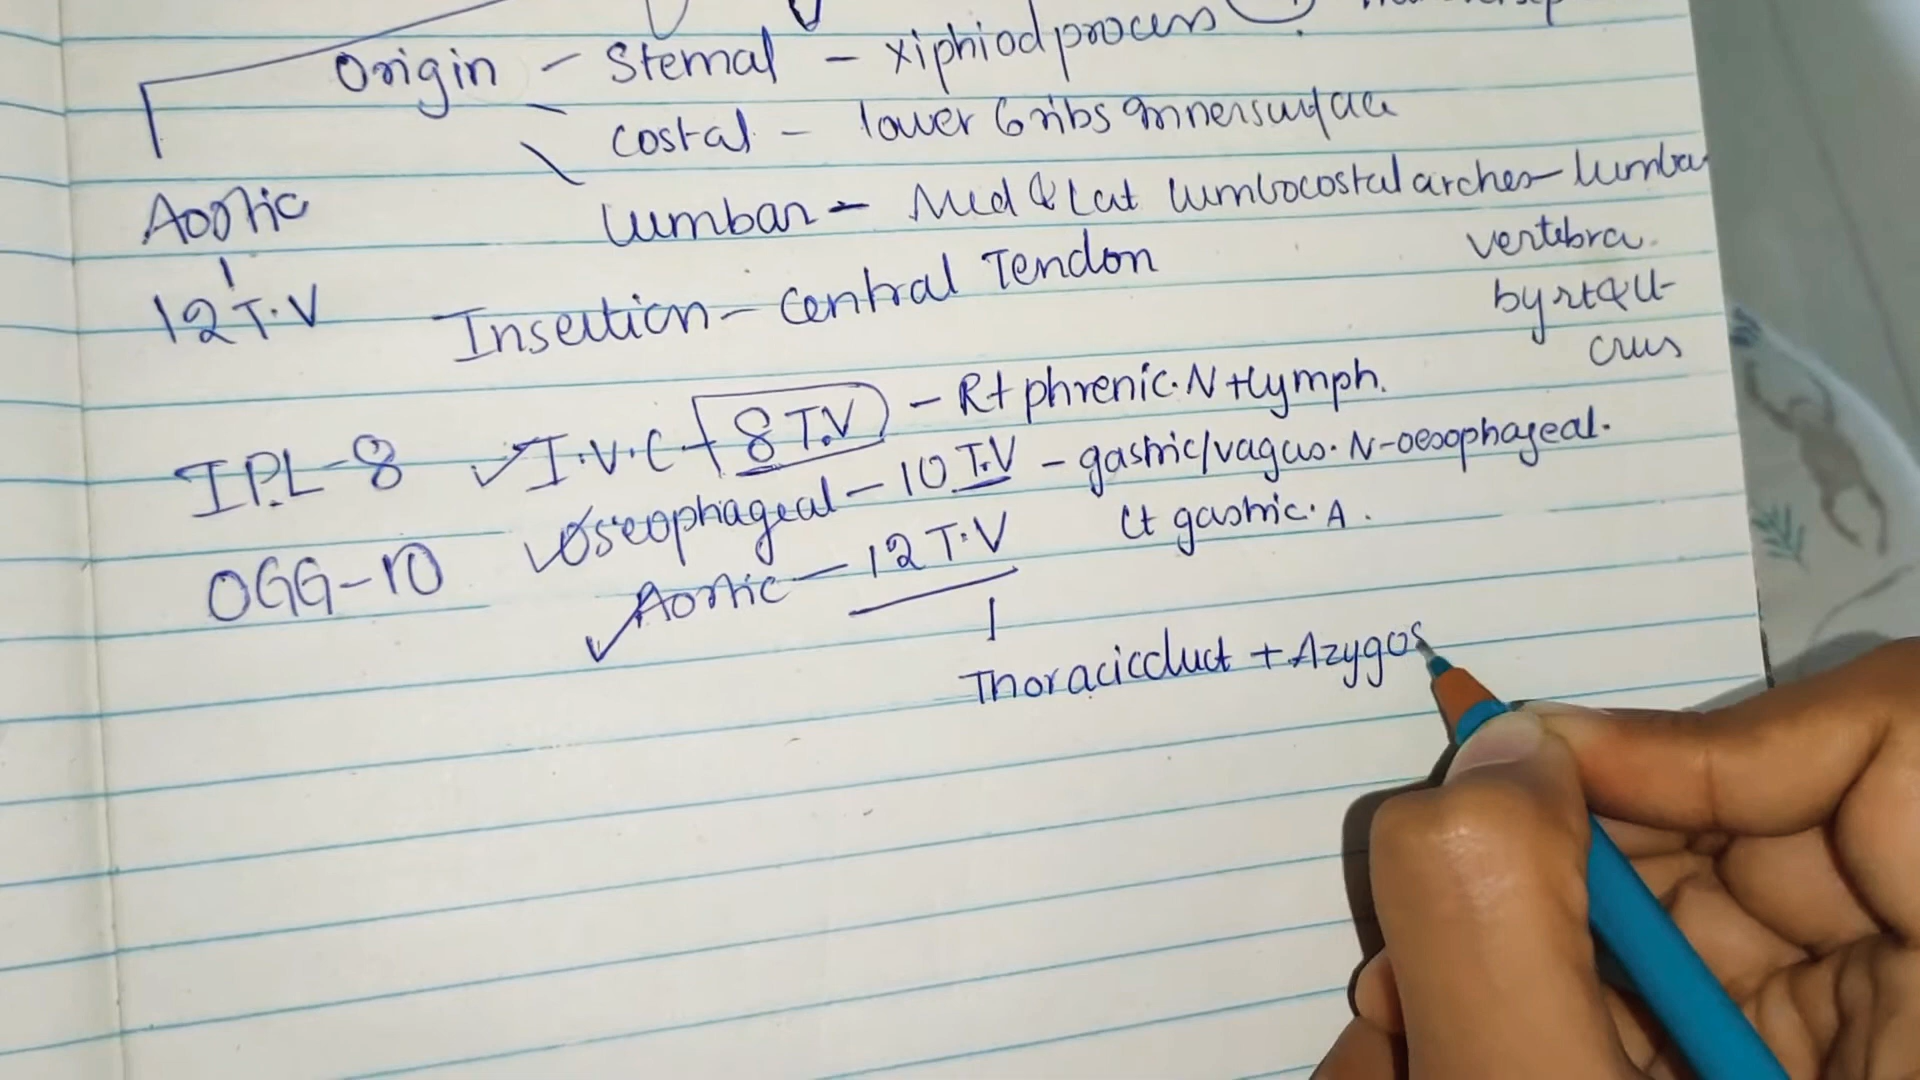 Origin - Sternal - xiphiod process
costal - lower 6 ribs innersurface
Lumbar - Med & Lat lumbocostal arches - lumbar
vertebra.
by rt & lt
crus
Aortic
12 T.V
Insertion - Central Tendon
IPL-8 I.V.C - 8 T.V - Rt phrenic.N + Lymph.
OGG-10 Oseophageal - 10 T.V - gastric/vagus.N - oesophageal.
Lt gastric.A.
Aortic - 12 T.V
Thoracicduct + Azygos